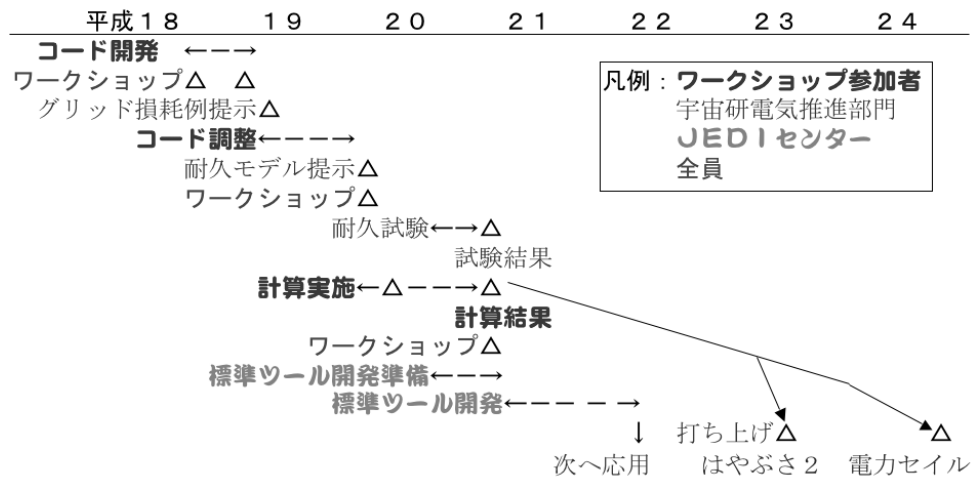 平成１８　１９　２０　２１　２２　２３　２４
コード開発 ←−−→
ワークショップ△　△
グリッド損耗例提示△
コード調整←−−−→
耐久モデル提示△
ワークショップ△
耐久試験←−→△
試験結果
計算実施←△−−→△
計算結果
ワークショップ△
標準ツール開発準備←−−→
標準ツール開発←−− − −→
↓
次へ応用
打ち上げ△　△
はやぶさ２　電力セイル
凡例：ワークショップ参加者
宇宙研電気推進部門
ＪＥＤＩセンター
全員